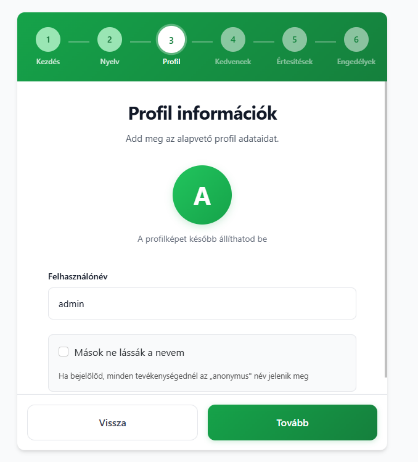 1
2
3
4
5
6
Kezdés
Nyelv
Profil
Kedvencek
Értesítések
Engedélyek
Profil információk
Add meg az alapvető profil adataidat.
A
A profilképet később állíthatod be
Felhasználónév
admin
Mások ne lássák a nevem
Ha bejelölöd, minden tevékenységednél az „anonymus" név jelenik meg
Vissza
Tovább